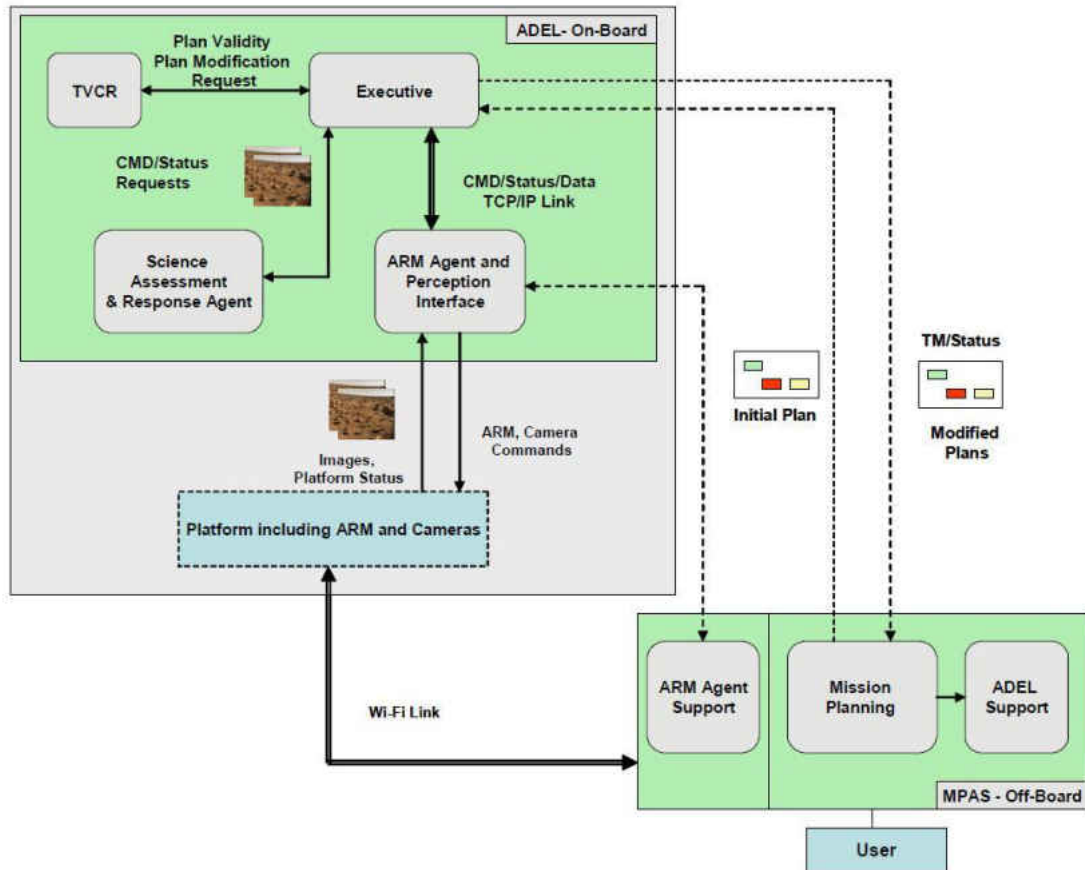 ADEL- On-Board
Plan Validity
Plan Modification
Request
TVCR
Executive
CMD/Status
Requests
CMD/Status/Data
TCP/IP Link
Science
Assessment
& Response Agent
ARM Agent and
Perception
Interface
TM/Status
Initial Plan
Modified
Plans
ARM, Camera
Commands
Images,
Platform Status
Platform including ARM and Cameras
ARM Agent
Support
Mission
Planning
ADEL
Support
Wi-Fi Link
MPAS - Off-Board
User